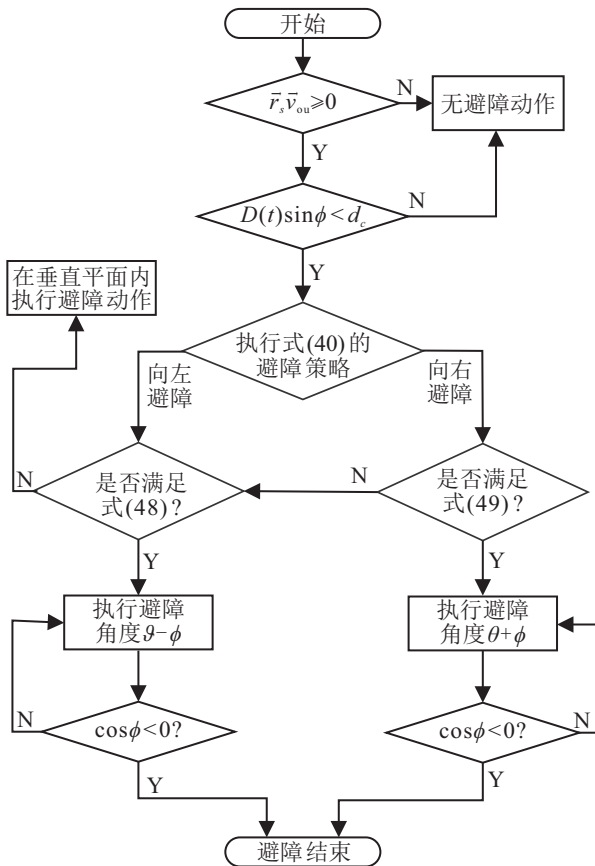 开始
r⃗ₛv⃗ₒᵤ⩾0
N
无避障动作
Y
D(t)sinϕ<d_c
N
Y
在垂直平面内
执行避障动作
执行式(40)的
避障策略
向左
避障
向右
避障
N
是否满足
式(48)?
N
是否满足
式(49)?
Y
Y
执行避障
角度ϑ−ϕ
执行避障
角度θ+ϕ
N
cosϕ<0?
cosϕ<0?
N
Y
Y
避障结束